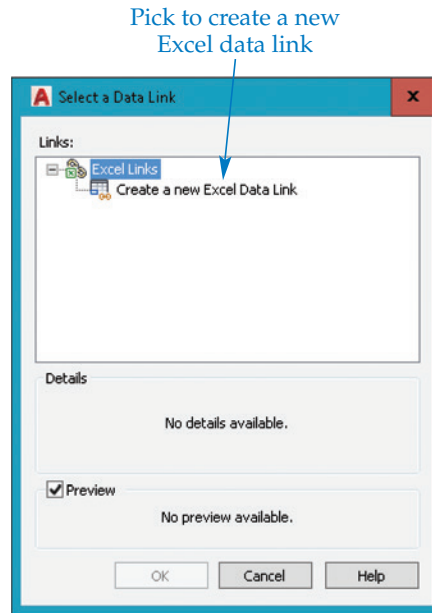 Pick to create a new
Excel data link
Select a Data Link
Links:
Excel Links
Create a new Excel Data Link
Details
No details available.
Preview
No preview available.
OK Cancel Help